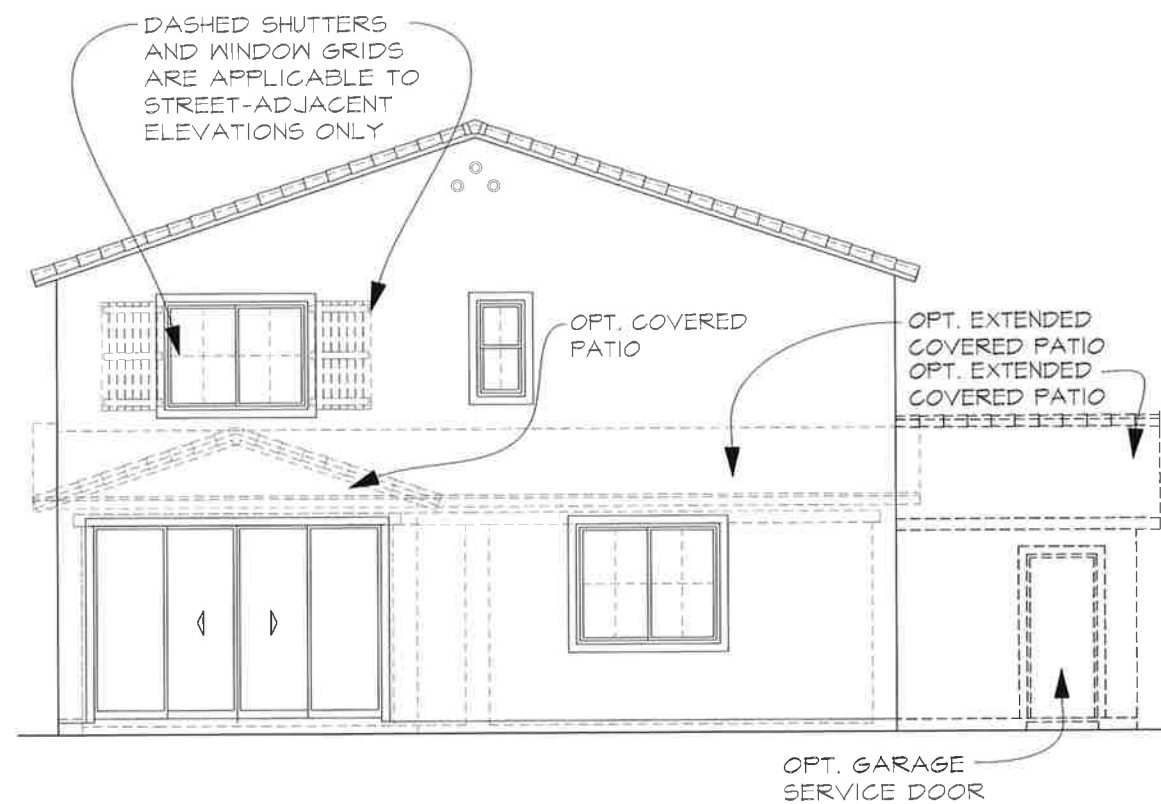 DASHED SHUTTERS
AND WINDOW GRIDS
ARE APPLICABLE TO
STREET-ADJACENT
ELEVATIONS ONLY
OPT. COVERED
PATIO
OPT. EXTENDED
COVERED PATIO
OPT. EXTENDED
COVERED PATIO
OPT. GARAGE
SERVICE DOOR